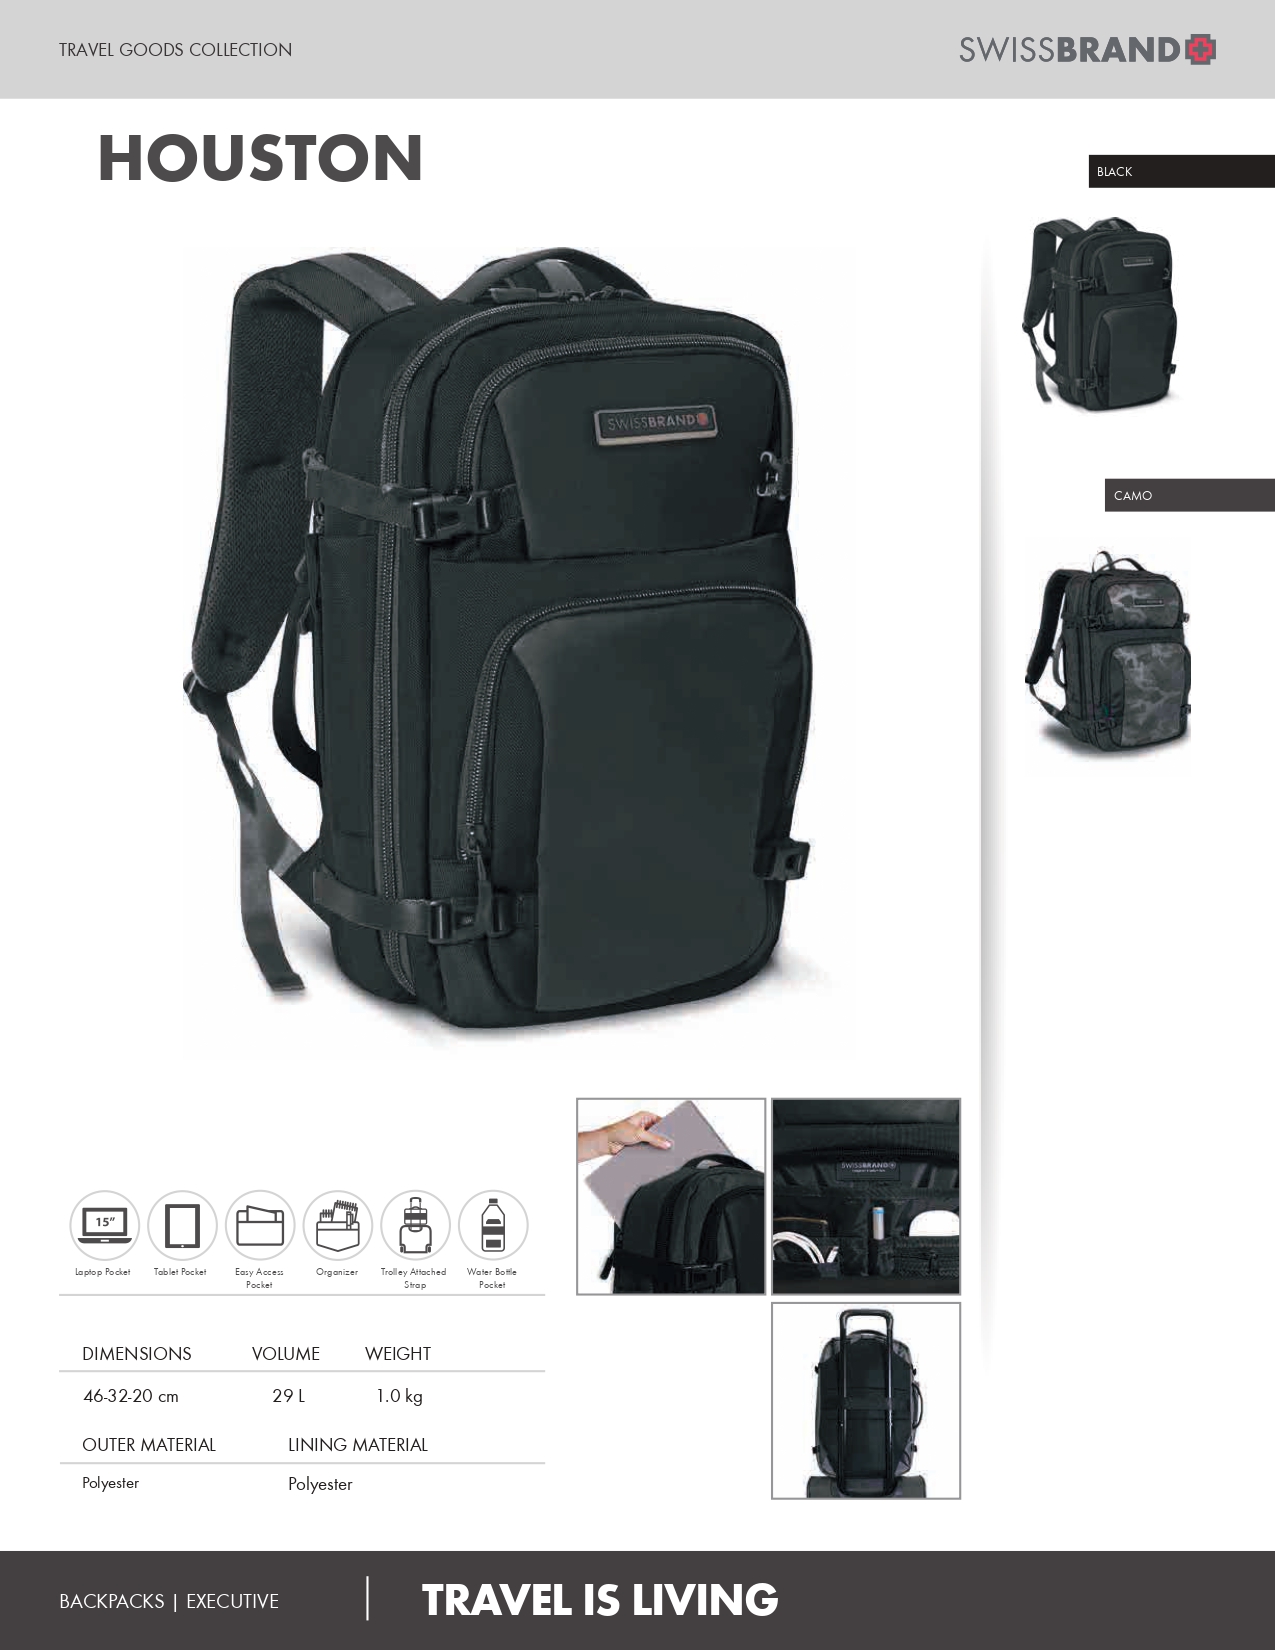 TRAVEL GOODS COLLECTION
SWISSBRAND
HOUSTON
BLACK
SWISSBRAND
CAMO
SWISSBRAND
15"
Laptop Pocket
Tablet Pocket
Easy Access
Pocket
Organizer
Trolley Attached
Strap
Water Bottle
Pocket
DIMENSIONS VOLUME WEIGHT
46-32-20 cm 29 L 1.0 kg
OUTER MATERIAL LINING MATERIAL
Polyester Polyester
BACKPACKS | EXECUTIVE
TRAVEL IS LIVING